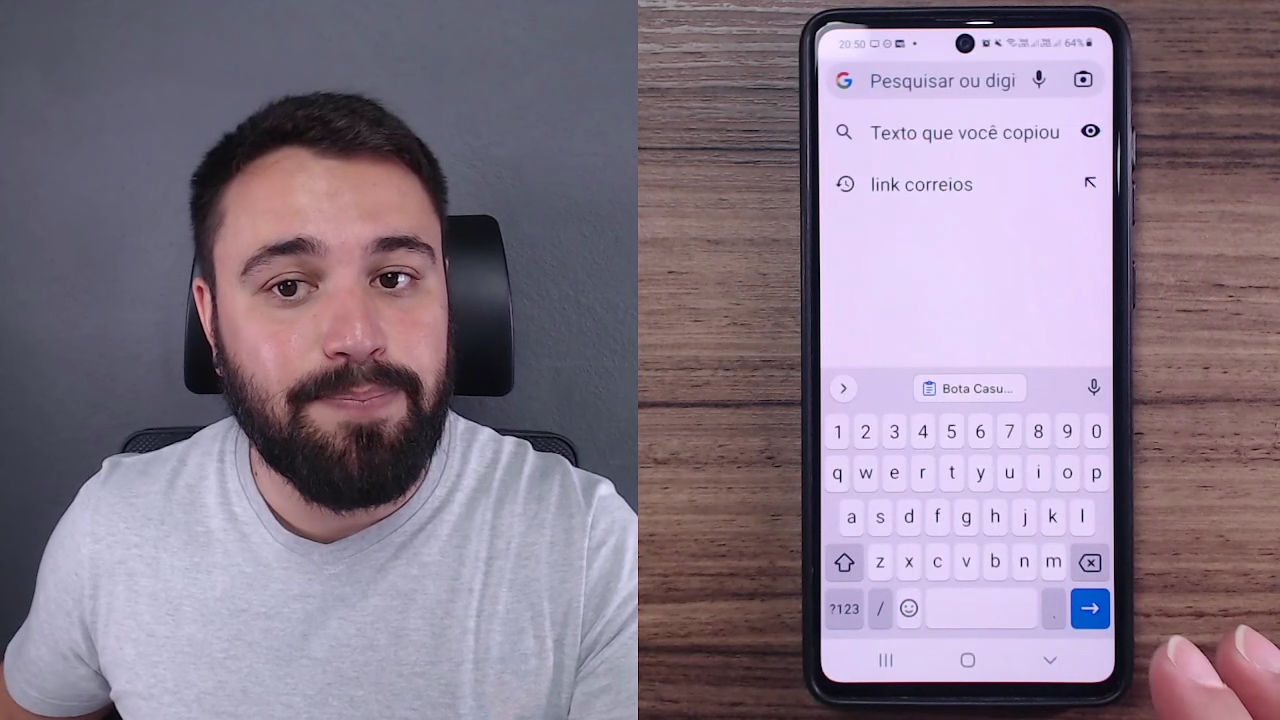 20:50
64%
Pesquisar ou digi
Texto que você copiou
link correios
Bota Casu...
1 2 3 4 5 6 7 8 9 0
q w e r t y u i o p
a s d f g h j k l
z x c v b n m
?123 / .